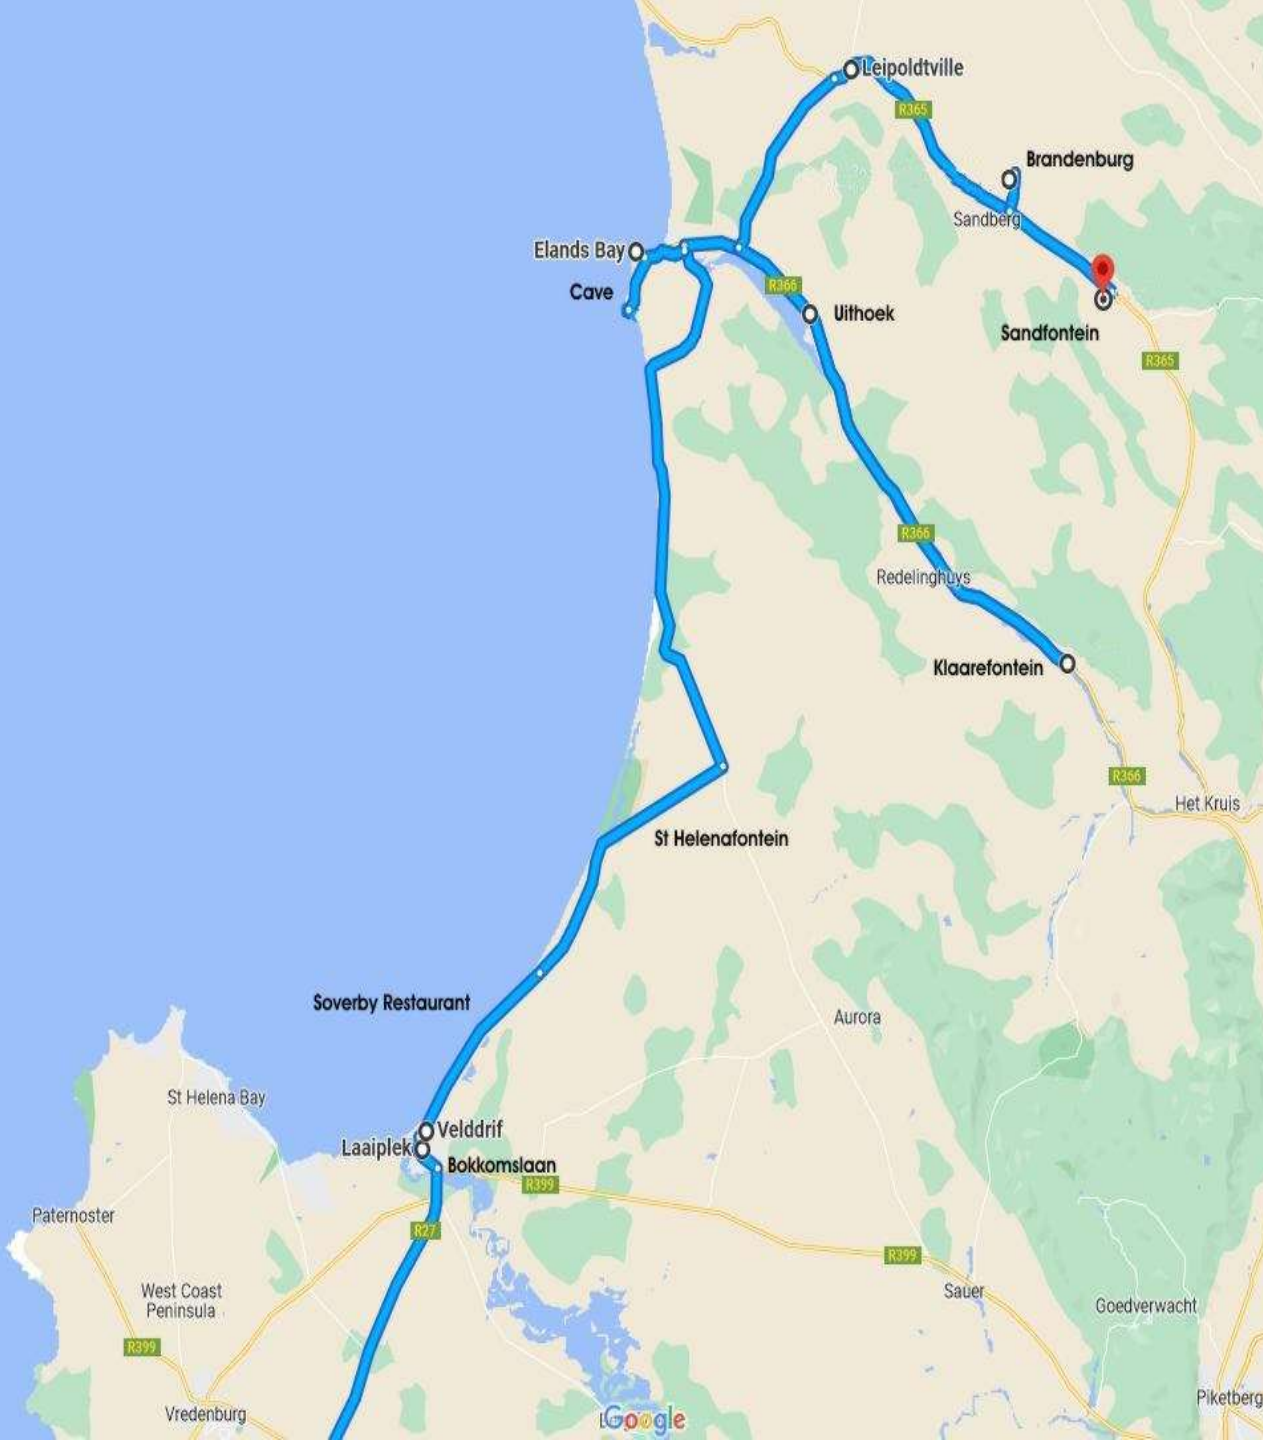 Leipoldtville
R365
Brandenburg
Sandberg
Elands Bay
Cave
R366
Uithoek
Sandfontein
R365
R366
Redelinghuys
Klaarefontein
R366
Het Kruis
St Helenafontein
Soverby Restaurant
Aurora
St Helena Bay
Velddrif
Laaiplek
Bokkomslaan
R399
Paternoster
R27
R399
West Coast
Peninsula
Sauer
Goedverwacht
R399
Piketberg
Vredenburg
Google